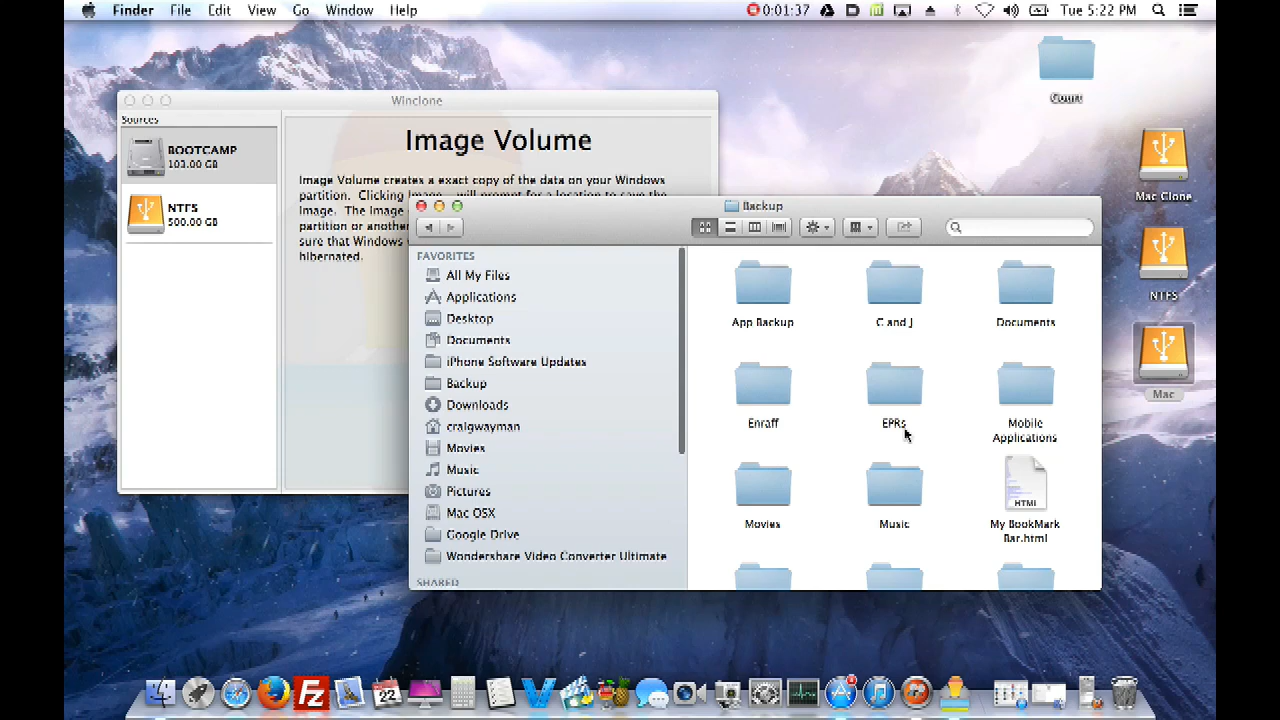 Finder File Edit View Go Window Help 0:01:37 Tue 5:22 PM
Court
Winclone
Sources
BOOTCAMP
103.00 GB
NTFS
500.00 GB
Image Volume
Image Volume creates a exact copy of the data on your Windows
partition. Clicking Image... will prompt for a location to save the
image. The Image
partition or another
sure that Windows
hibernated.
Backup
FAVORITES
All My Files
Applications
Desktop
Documents
iPhone Software Updates
Backup
Downloads
craigwayman
Movies
Music
Pictures
Mac OSX
Google Drive
Wondershare Video Converter Ultimate
SHARED
App Backup
C and J
Documents
Enraff
EPRs
Mobile
Applications
Movies
Music
HTML
My BookMark
Bar.html
Mac Clone
NTFS
Mac
FZ
22